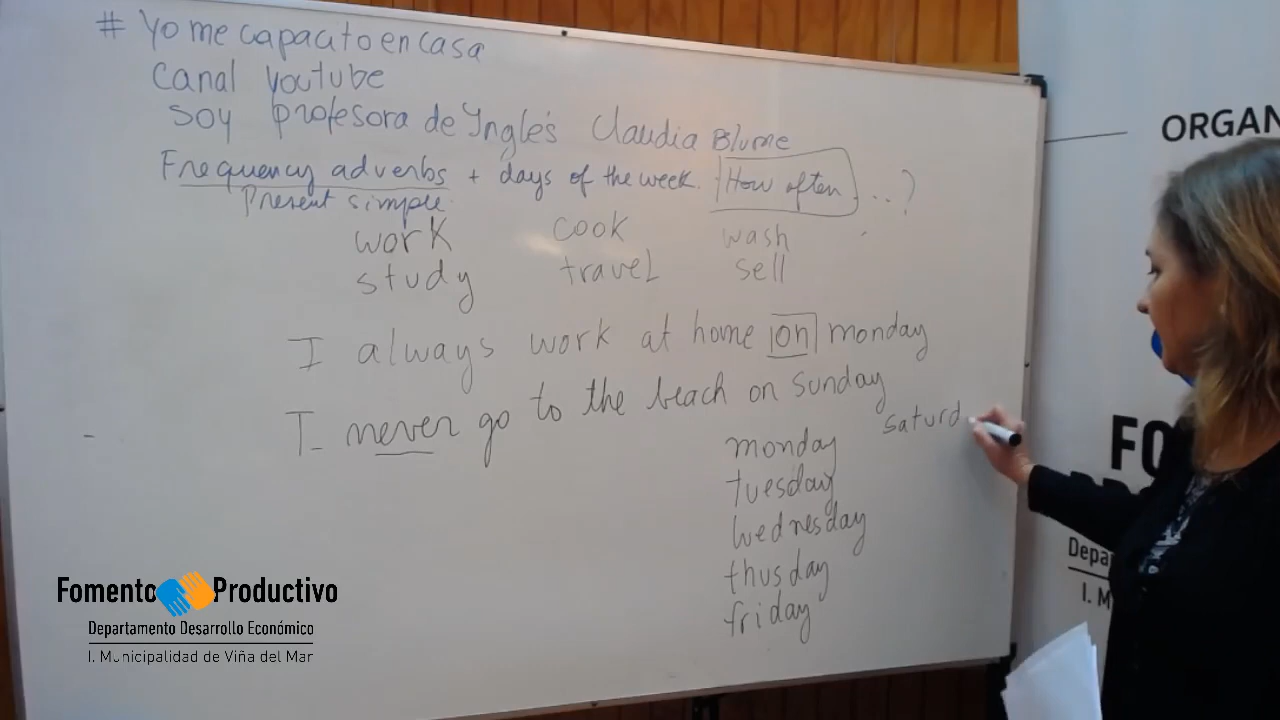 # Yo me capacito en casa
Canal youtube
Soy profesora de Ingles Claudia Blume
Frequency adverbs + days of the week. How often ...?
Present simple.
work cook wash
study travel sell
I always work at home on monday
I never go to the beach on Sunday
monday saturd
tuesday
wednesday
thusday
friday
ORGAN
FO
Depa
I. M
Fomento Productivo
Departamento Desarrollo Económico
I. Municipalidad de Viña del Mar